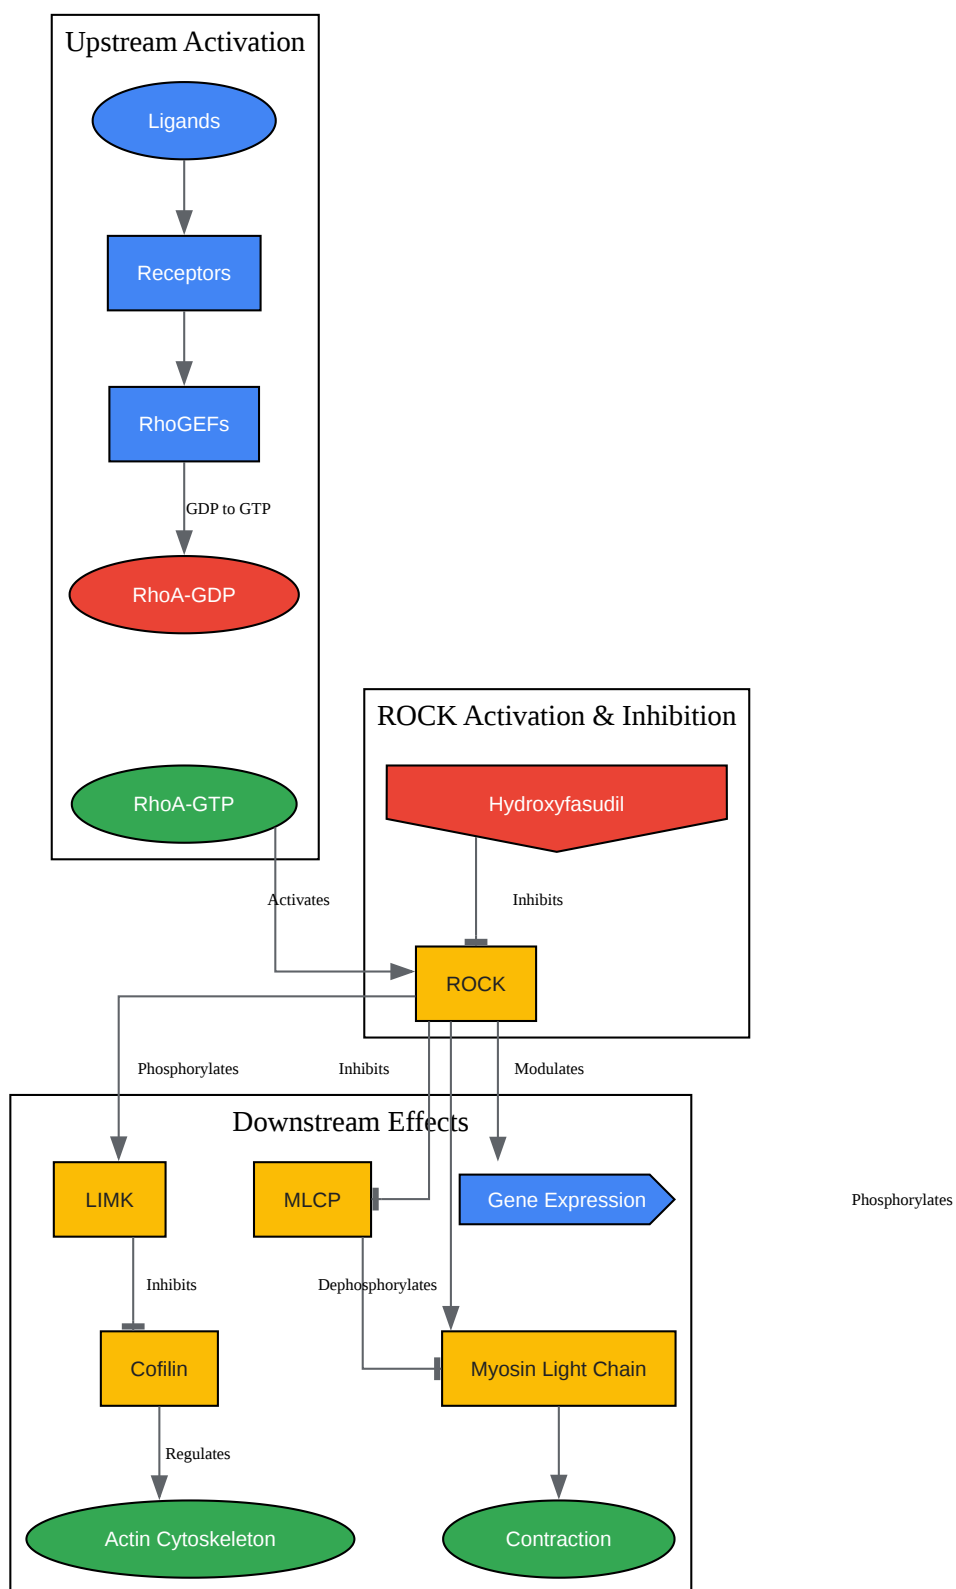 Upstream Activation
Ligands
Receptors
RhoGEFs
GDP to GTP
RhoA-GDP
ROCK Activation & Inhibition
RhoA-GTP
Hydroxyfasudil
Activates
Inhibits
ROCK
Phosphorylates
Inhibits
Modulates
Downstream Effects
LIMK
MLCP
Gene Expression
Phosphorylates
Inhibits
Dephosphorylates
Cofilin
Myosin Light Chain
Regulates
Actin Cytoskeleton
Contraction